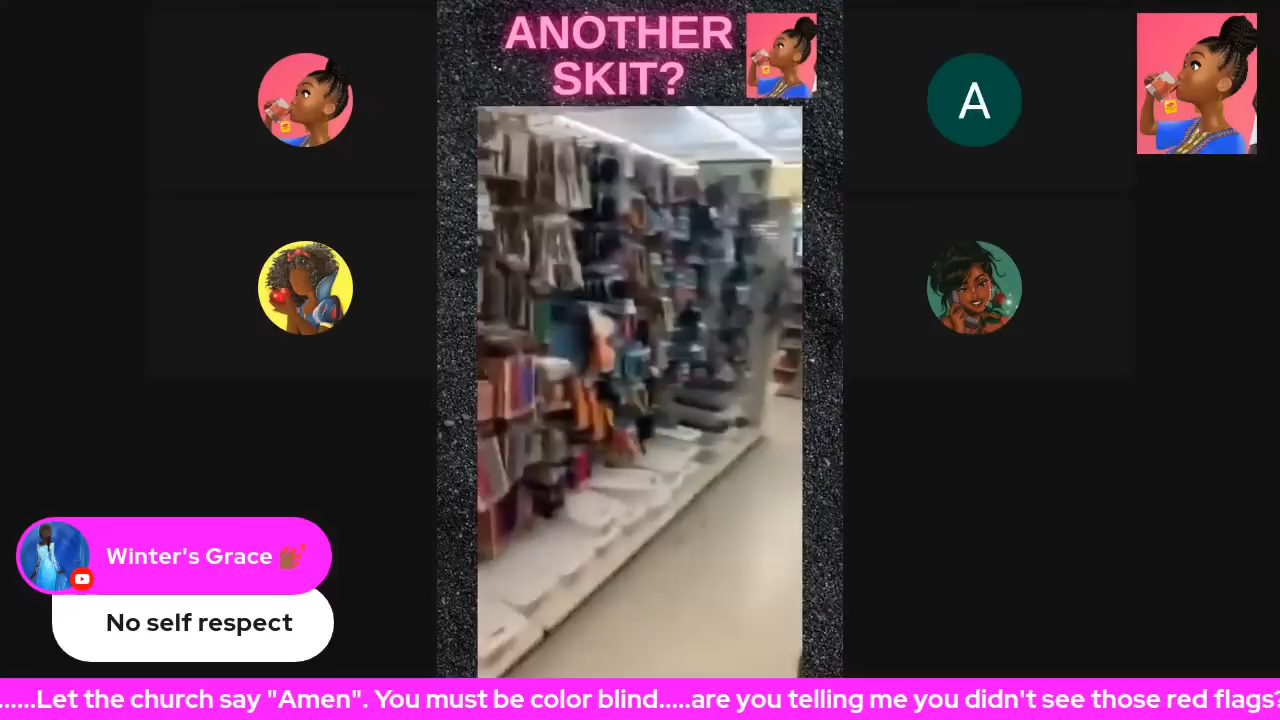 ANOTHER
SKIT?
A
Winter's Grace
No self respect
......Let the church say "Amen". You must be color blind.....are you telling me you didn't see those red flags?